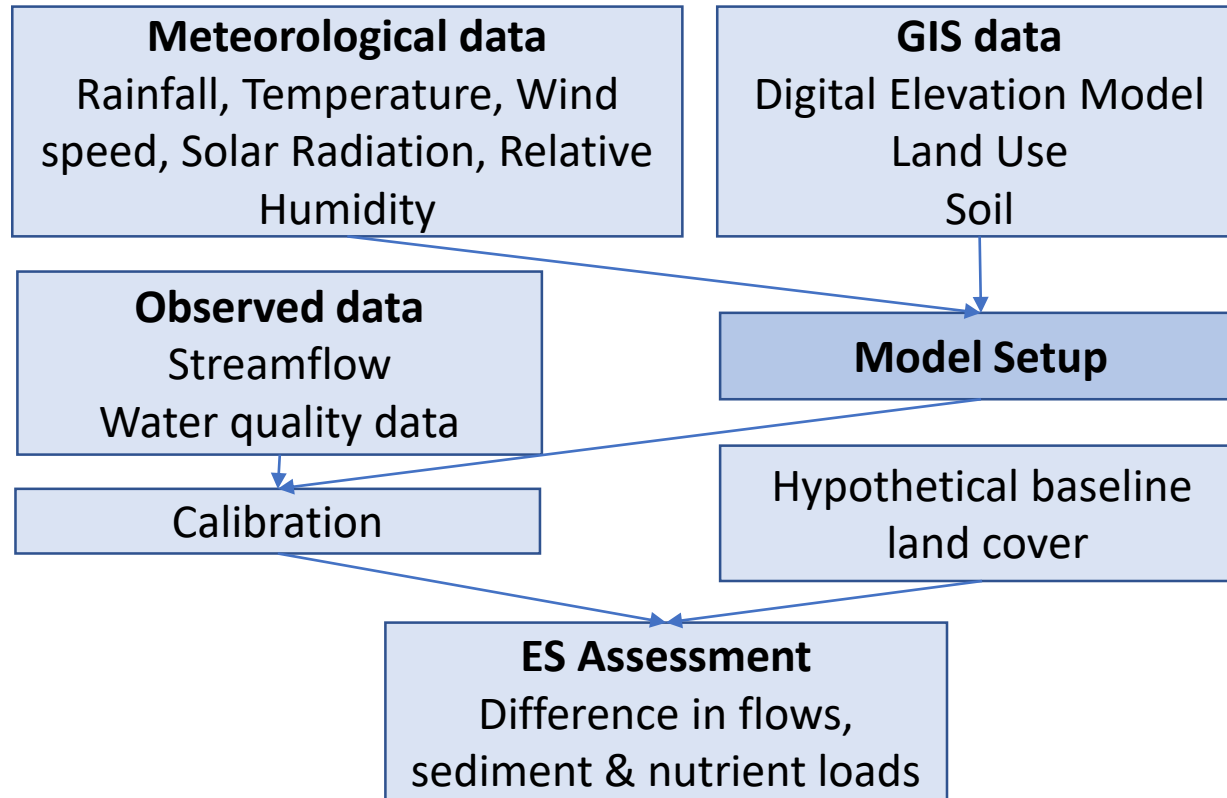 Meteorological data
Rainfall, Temperature, Wind
speed, Solar Radiation, Relative
Humidity
GIS data
Digital Elevation Model
Land Use
Soil
Observed data
Streamflow
Water quality data
Model Setup
Calibration
Hypothetical baseline
land cover
ES Assessment
Difference in flows,
sediment & nutrient loads